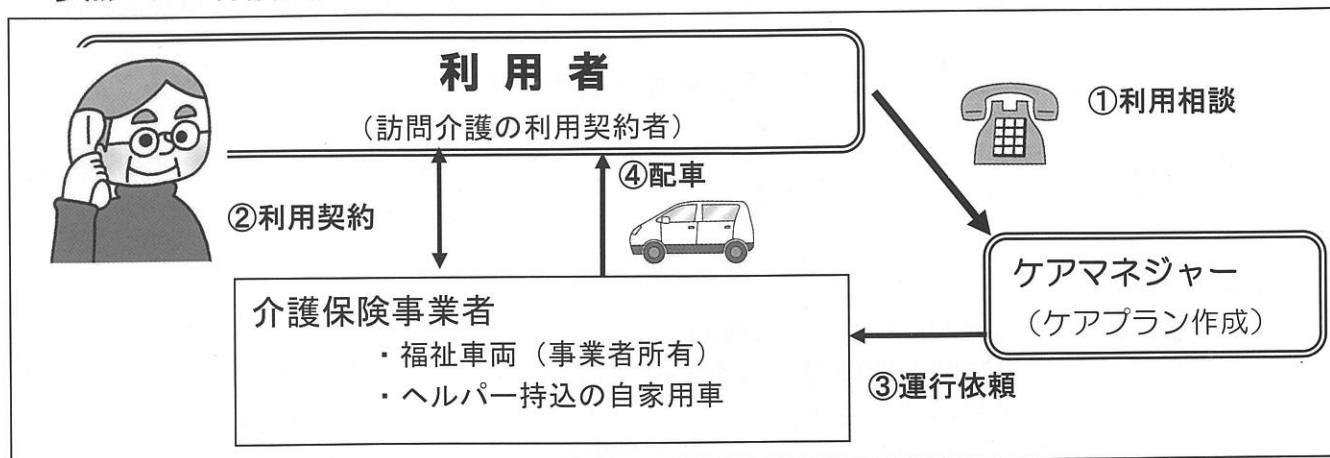 利用者
（訪問介護の利用契約者）
①利用相談
④配車
②利用契約
ケアマネジャー
（ケアプラン作成）
介護保険事業者
・福祉車両（事業者所有）
・ヘルパー持込の自家用車
③運行依頼